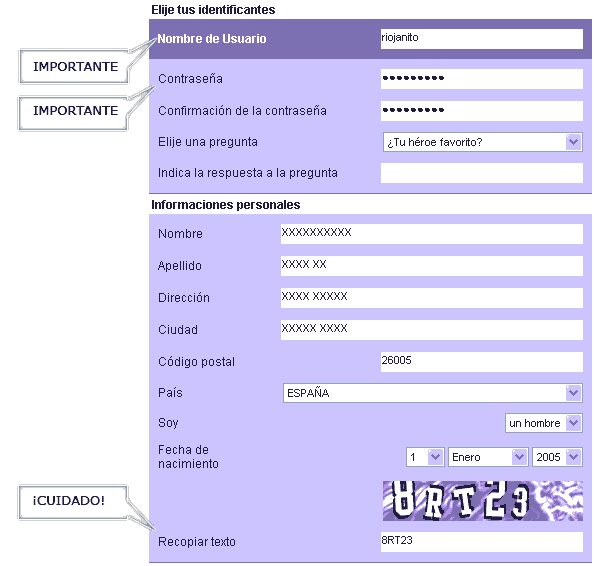 Elije tus identificantes
Nombre de Usuario riojanito
IMPORTANTE
Contraseña •••••••••
IMPORTANTE
Confirmación de la contraseña •••••••••
Elije una pregunta ¿Tu héroe favorito?
Indica la respuesta a la pregunta
Informaciones personales
Nombre XXXXXXXXXX
Apellido XXXX XX
Dirección XXXX XXXXX
Ciudad XXXXX XXXX
Código postal 26005
País ESPAÑA
Soy un hombre
Fecha de
nacimiento 1 Enero 2005
8RT23
¡CUIDADO!
Recopiar texto 8RT23